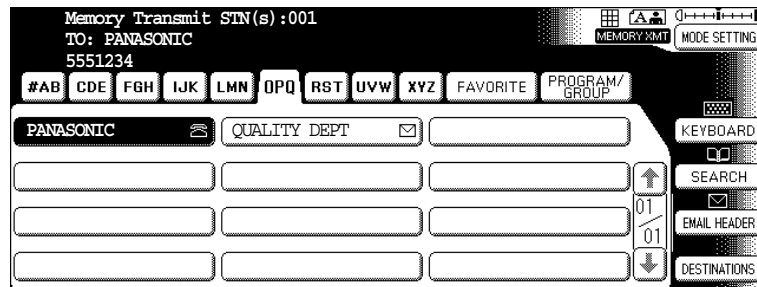 Memory Transmit STN(s):001
TO: PANASONIC
5551234
MEMORY XMT
MODE SETTING
#AB CDE FGH IJK LMN OPQ RST UVW XYZ FAVORITE PROGRAM/GROUP
PANASONIC QUALITY DEPT
KEYBOARD
SEARCH
01/01
EMAIL HEADER
DESTINATIONS